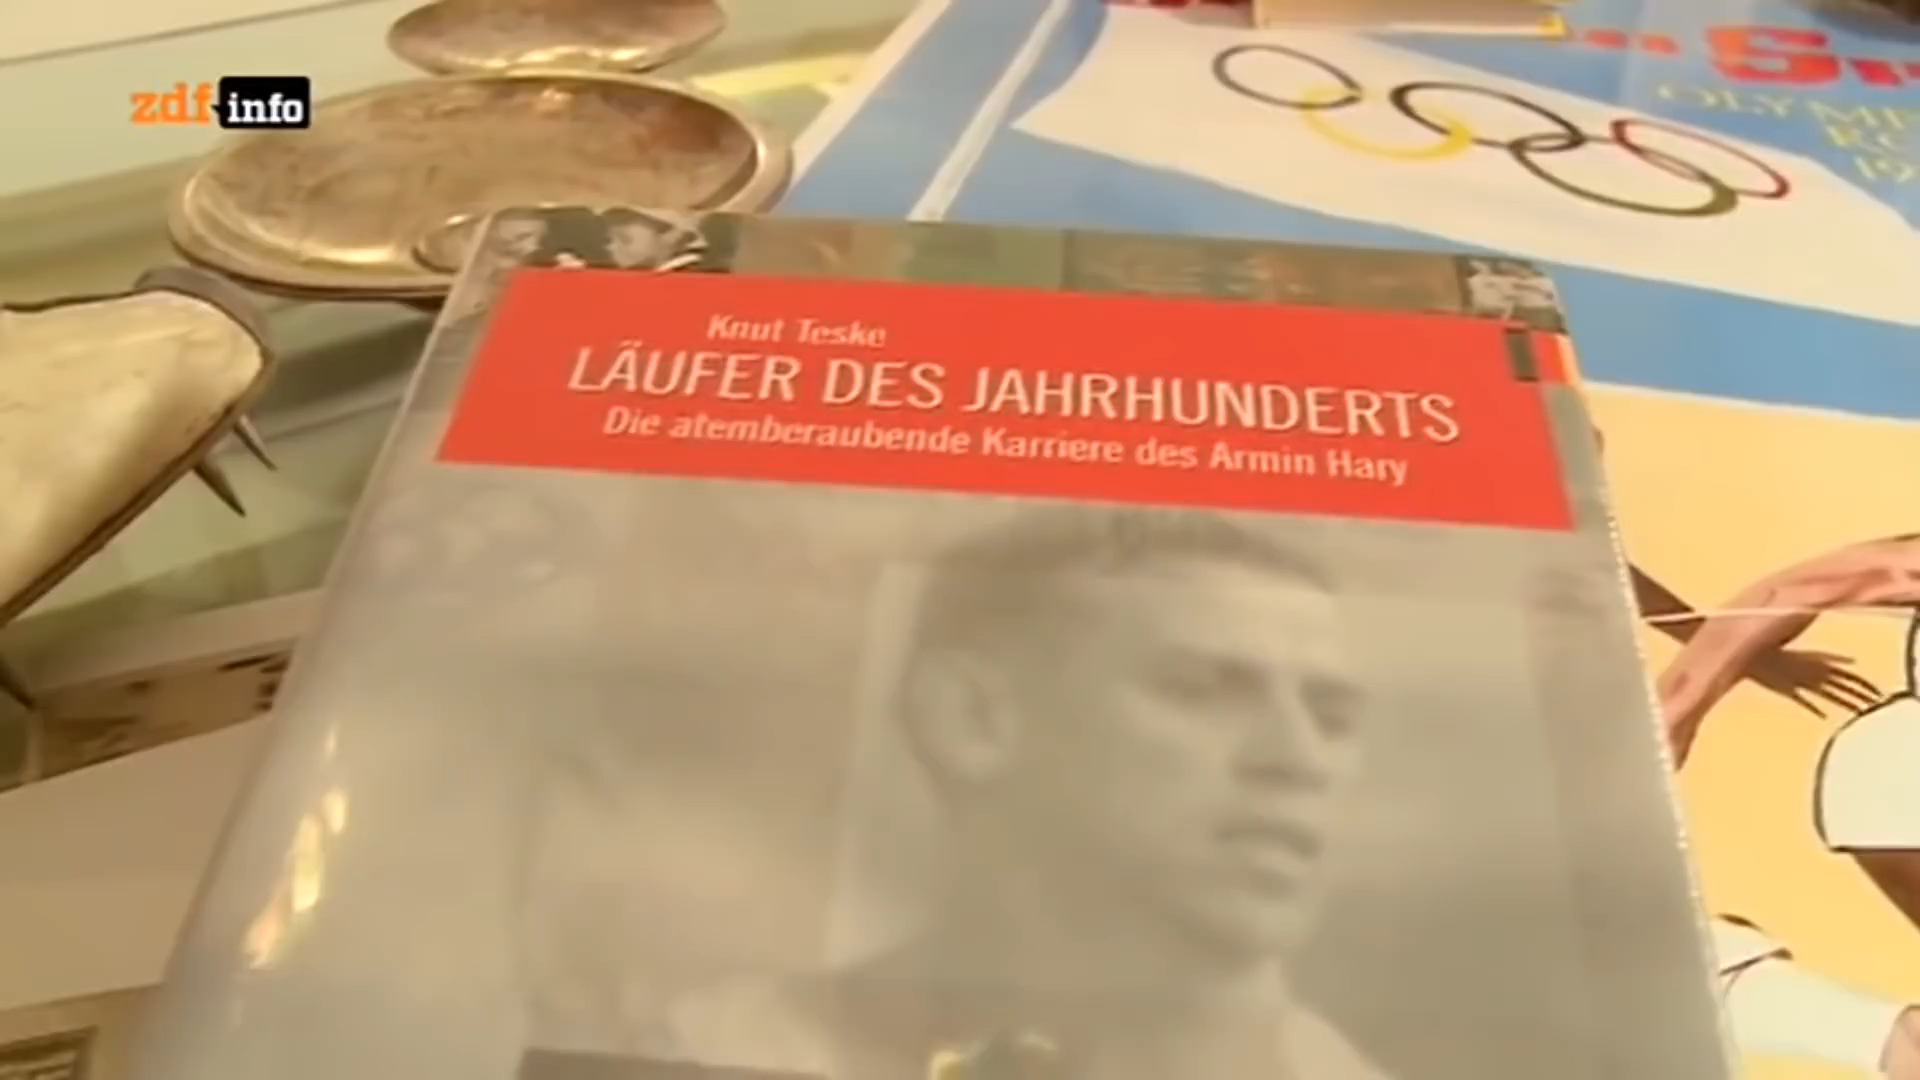 zdf info
Knut Teske
LÄUFER DES JAHRHUNDERTS
Die atemberaubende Karriere des Armin Hary